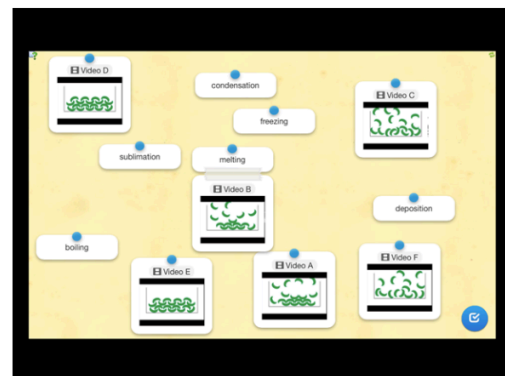 Video D
condensation
Video C
freezing
sublimation
melting
Video B
deposition
boiling
Video E
Video A
Video F